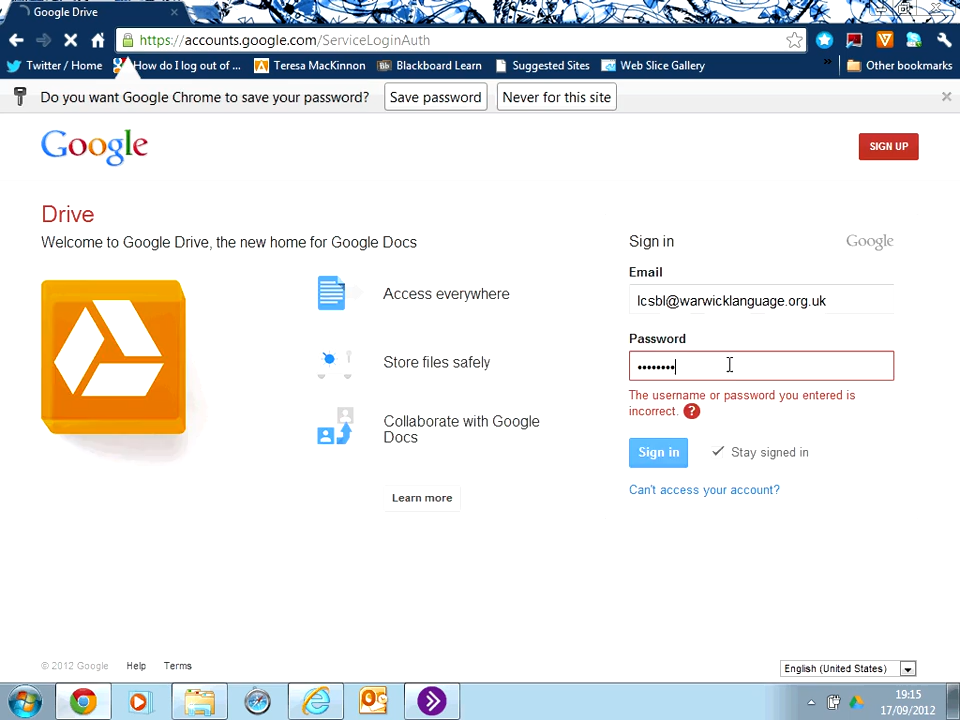 Google Drive
https://accounts.google.com/ServiceLoginAuth
Twitter / Home
How do I log out of ...
Teresa MacKinnon
Bb Blackboard Learn
Suggested Sites
Web Slice Gallery
»
Other bookmarks
Do you want Google Chrome to save your password?
Save password
Never for this site
Google
SIGN UP
Drive
Welcome to Google Drive, the new home for Google Docs
Access everywhere
Store files safely
Collaborate with Google
Docs
Learn more
Sign in
Google
Email
lcsbl@warwicklanguage.org.uk
Password
••••••••
The username or password you entered is
incorrect. ?
Sign in
Stay signed in
Can't access your account?
© 2012 Google
Help
Terms
English (United States)
19:15
17/09/2012